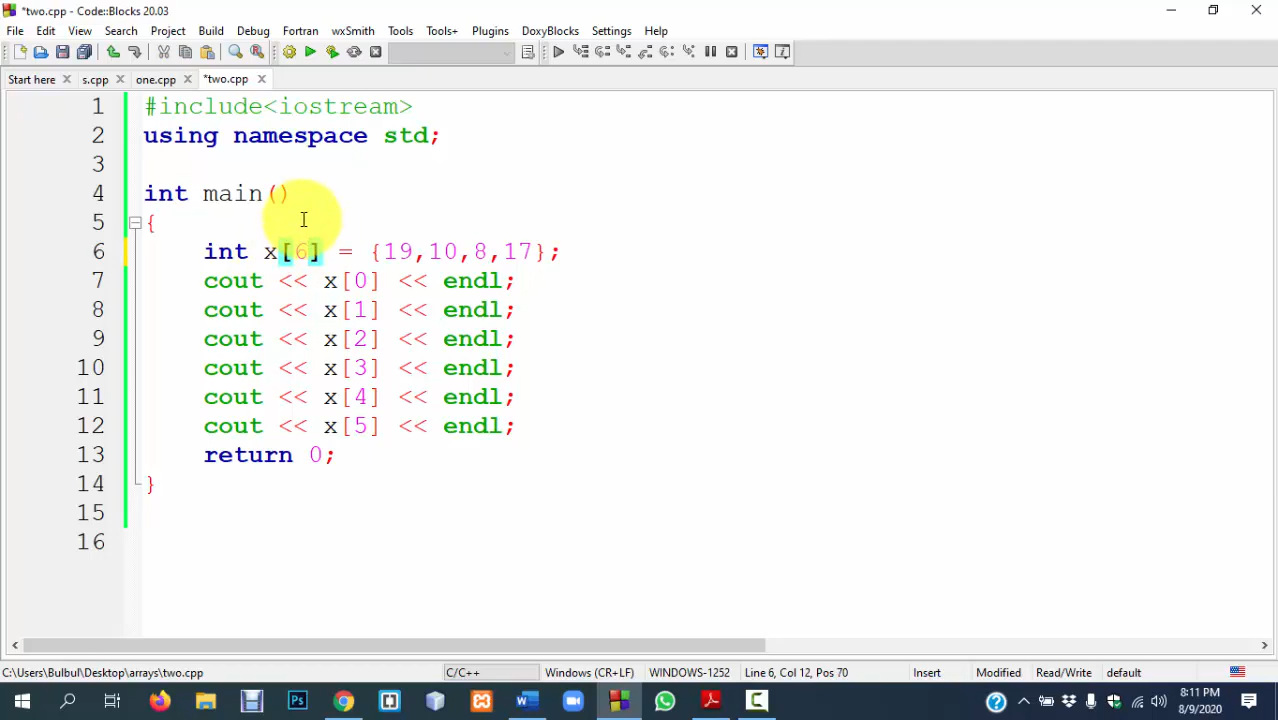 *two.cpp - Code::Blocks 20.03
File Edit View Search Project Build Debug Fortran wxSmith Tools Tools+ Plugins DoxyBlocks Settings Help
Start here s.cpp one.cpp *two.cpp
1 #include<iostream>
2 using namespace std;
3
4 int main()
5 {
6 int x[6] = {19,10,8,17};
7 cout << x[0] << endl;
8 cout << x[1] << endl;
9 cout << x[2] << endl;
10 cout << x[3] << endl;
11 cout << x[4] << endl;
12 cout << x[5] << endl;
13 return 0;
14 }
15
16
C:\Users\Bulbul\Desktop\arrays\two.cpp C/C++ Windows (CR+LF) WINDOWS-1252 Line 6, Col 12, Pos 70 Insert Modified Read/Write default
8:11 PM
8/9/2020